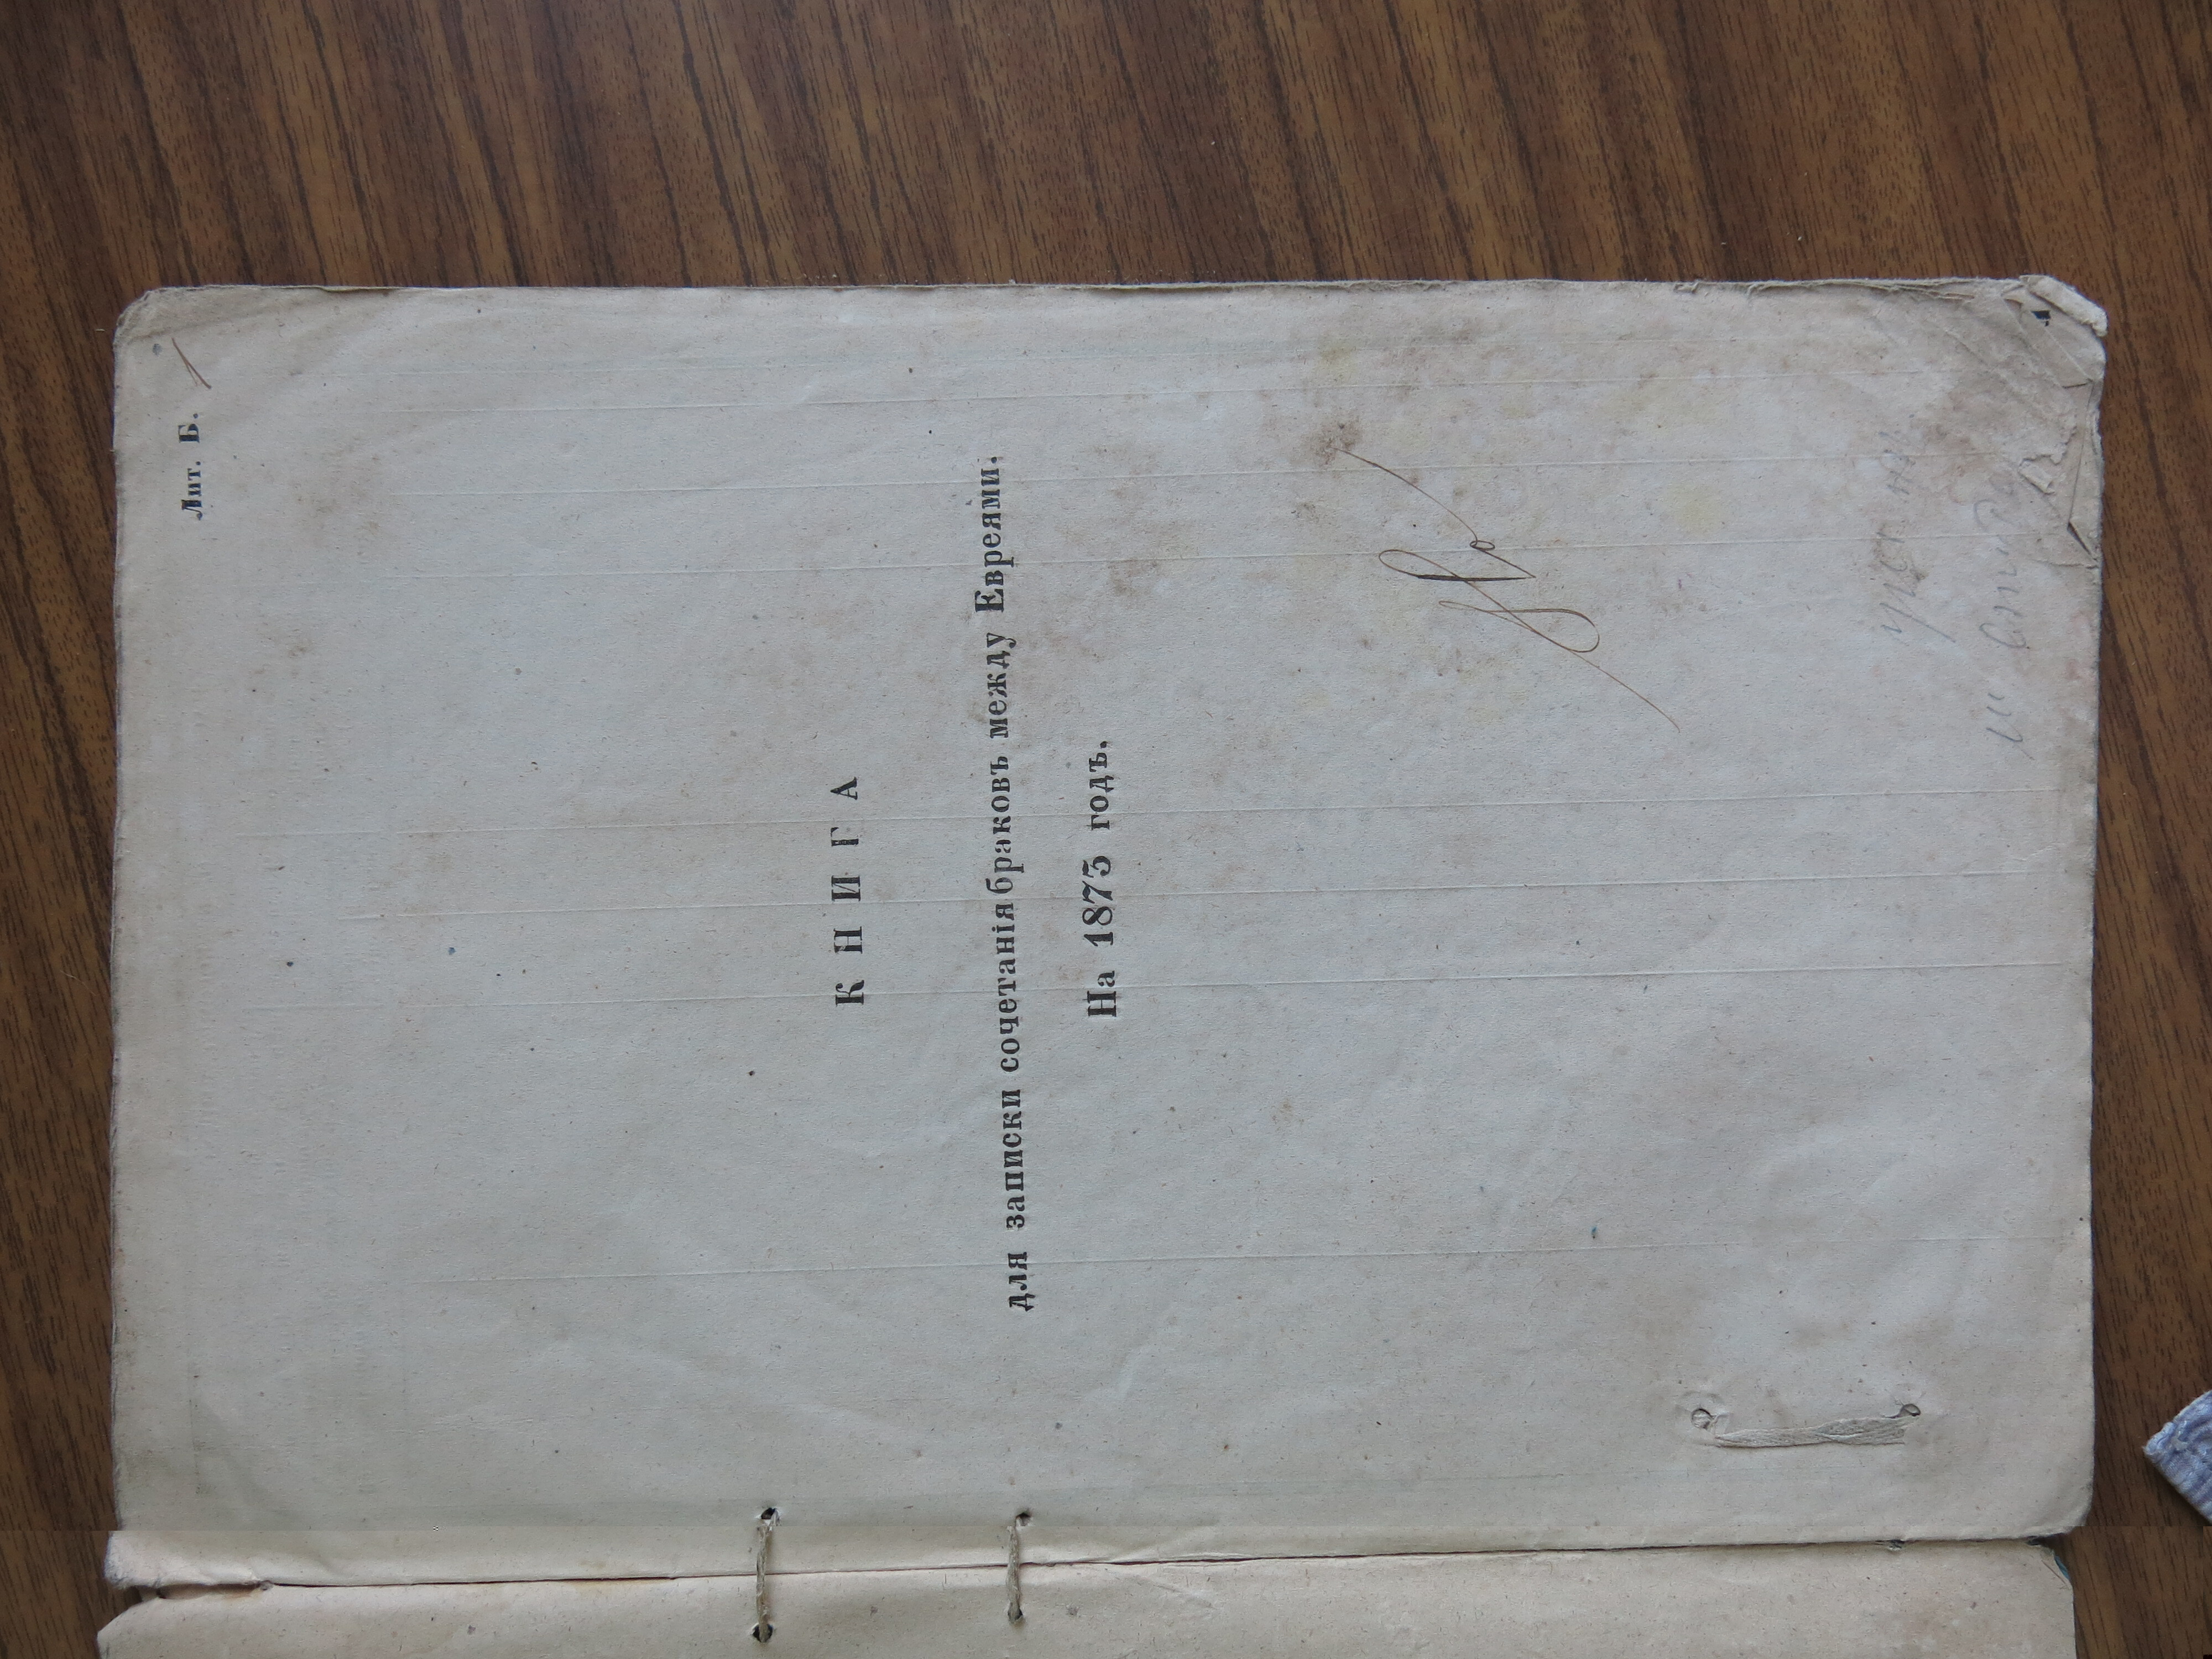 Лит. Б.
КНИГА
для записки сочетанія браковъ между Евреями.
На 1873 годъ.